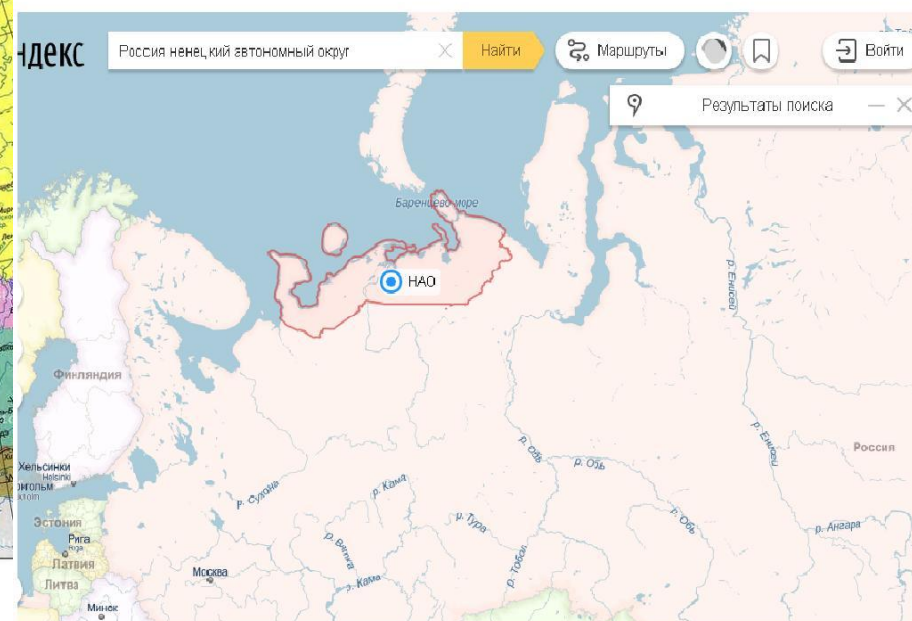 ндекс
Россия ненецкий автономный округ
Найти
Маршруты
Войти
Результаты поиска
Баренцево море
НАО
р. Енисей
Финляндия
р. Обь
р. Обь
р. Енисей
Россия
Хельсинки
Helsinki
р. Сухона
р. Кама
р. Тура
р. Обь
р. Ангара
Эстония
Рига
Riga
р. Вятка
р. Тобол
Латвия
Москва
р. Кама
Литва
Минск